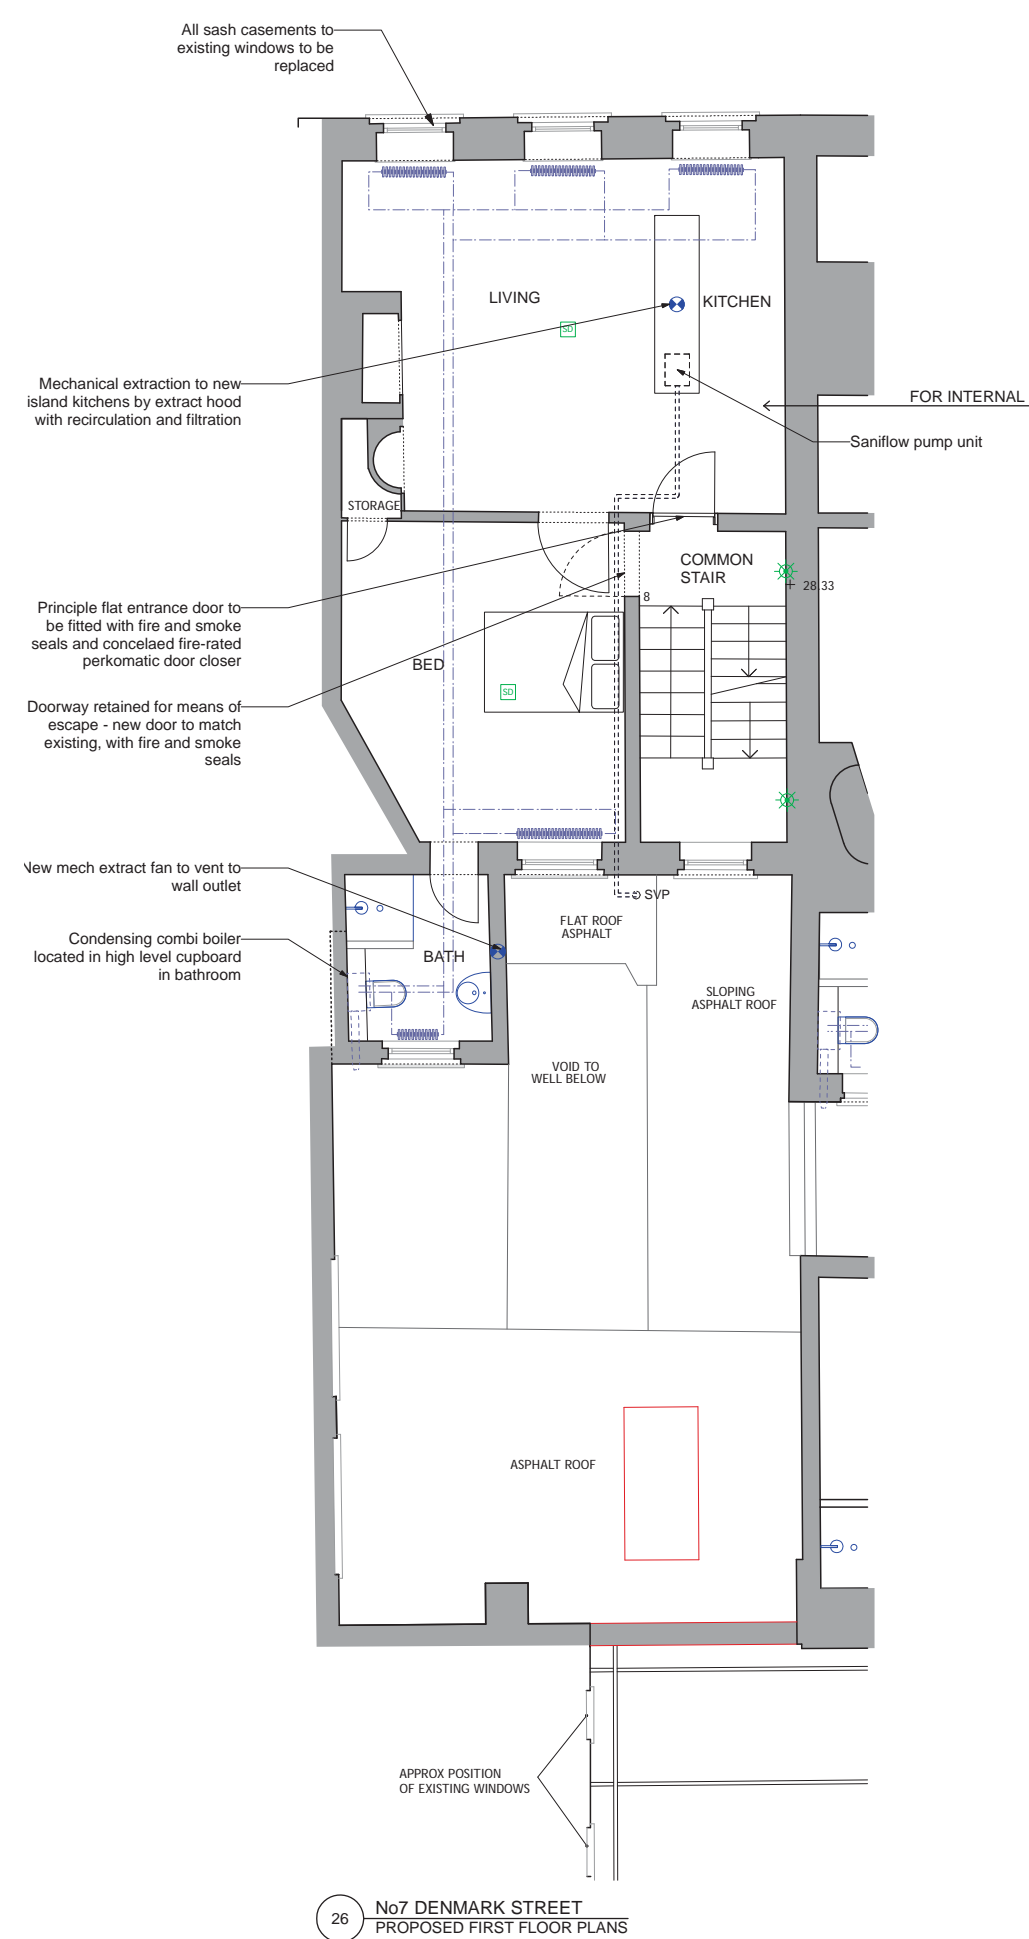 All sash casements to
existing windows to be
replaced
LIVING
KITCHEN
SD
Mechanical extraction to new
island kitchens by extract hood
with recirculation and filtration
FOR INTERNAL
Saniflow pump unit
STORAGE
COMMON
STAIR
28.33
8
Principle flat entrance door to
be fitted with fire and smoke
seals and concelaed fire-rated
perkomatic door closer
BED
SD
Doorway retained for means of
escape - new door to match
existing, with fire and smoke
seals
New mech extract fan to vent to
wall outlet
SVP
FLAT ROOF
ASPHALT
Condensing combi boiler
located in high level cupboard
in bathroom
BATH
SLOPING
ASPHALT ROOF
VOID TO
WELL BELOW
ASPHALT ROOF
APPROX POSITION
OF EXISTING WINDOWS
26
No7 DENMARK STREET
PROPOSED FIRST FLOOR PLANS